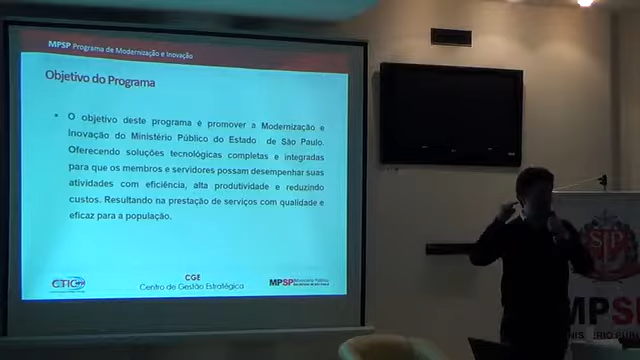 MPSP Programa de Modernização e Inovação
Objetivo do Programa
• O objetivo deste programa é promover a Modernização e
Inovação do Ministério Público do Estado de São Paulo.
Oferecendo soluções tecnológicas completas e integradas
para que os membros e servidores possam desempenhar suas
atividades com eficiência, alta produtividade e reduzindo
custos. Resultando na prestação de serviços com qualidade e
eficaz para a população.
CTIC
CGE
Centro de Gestão Estratégica
MPSP
SP
MPS